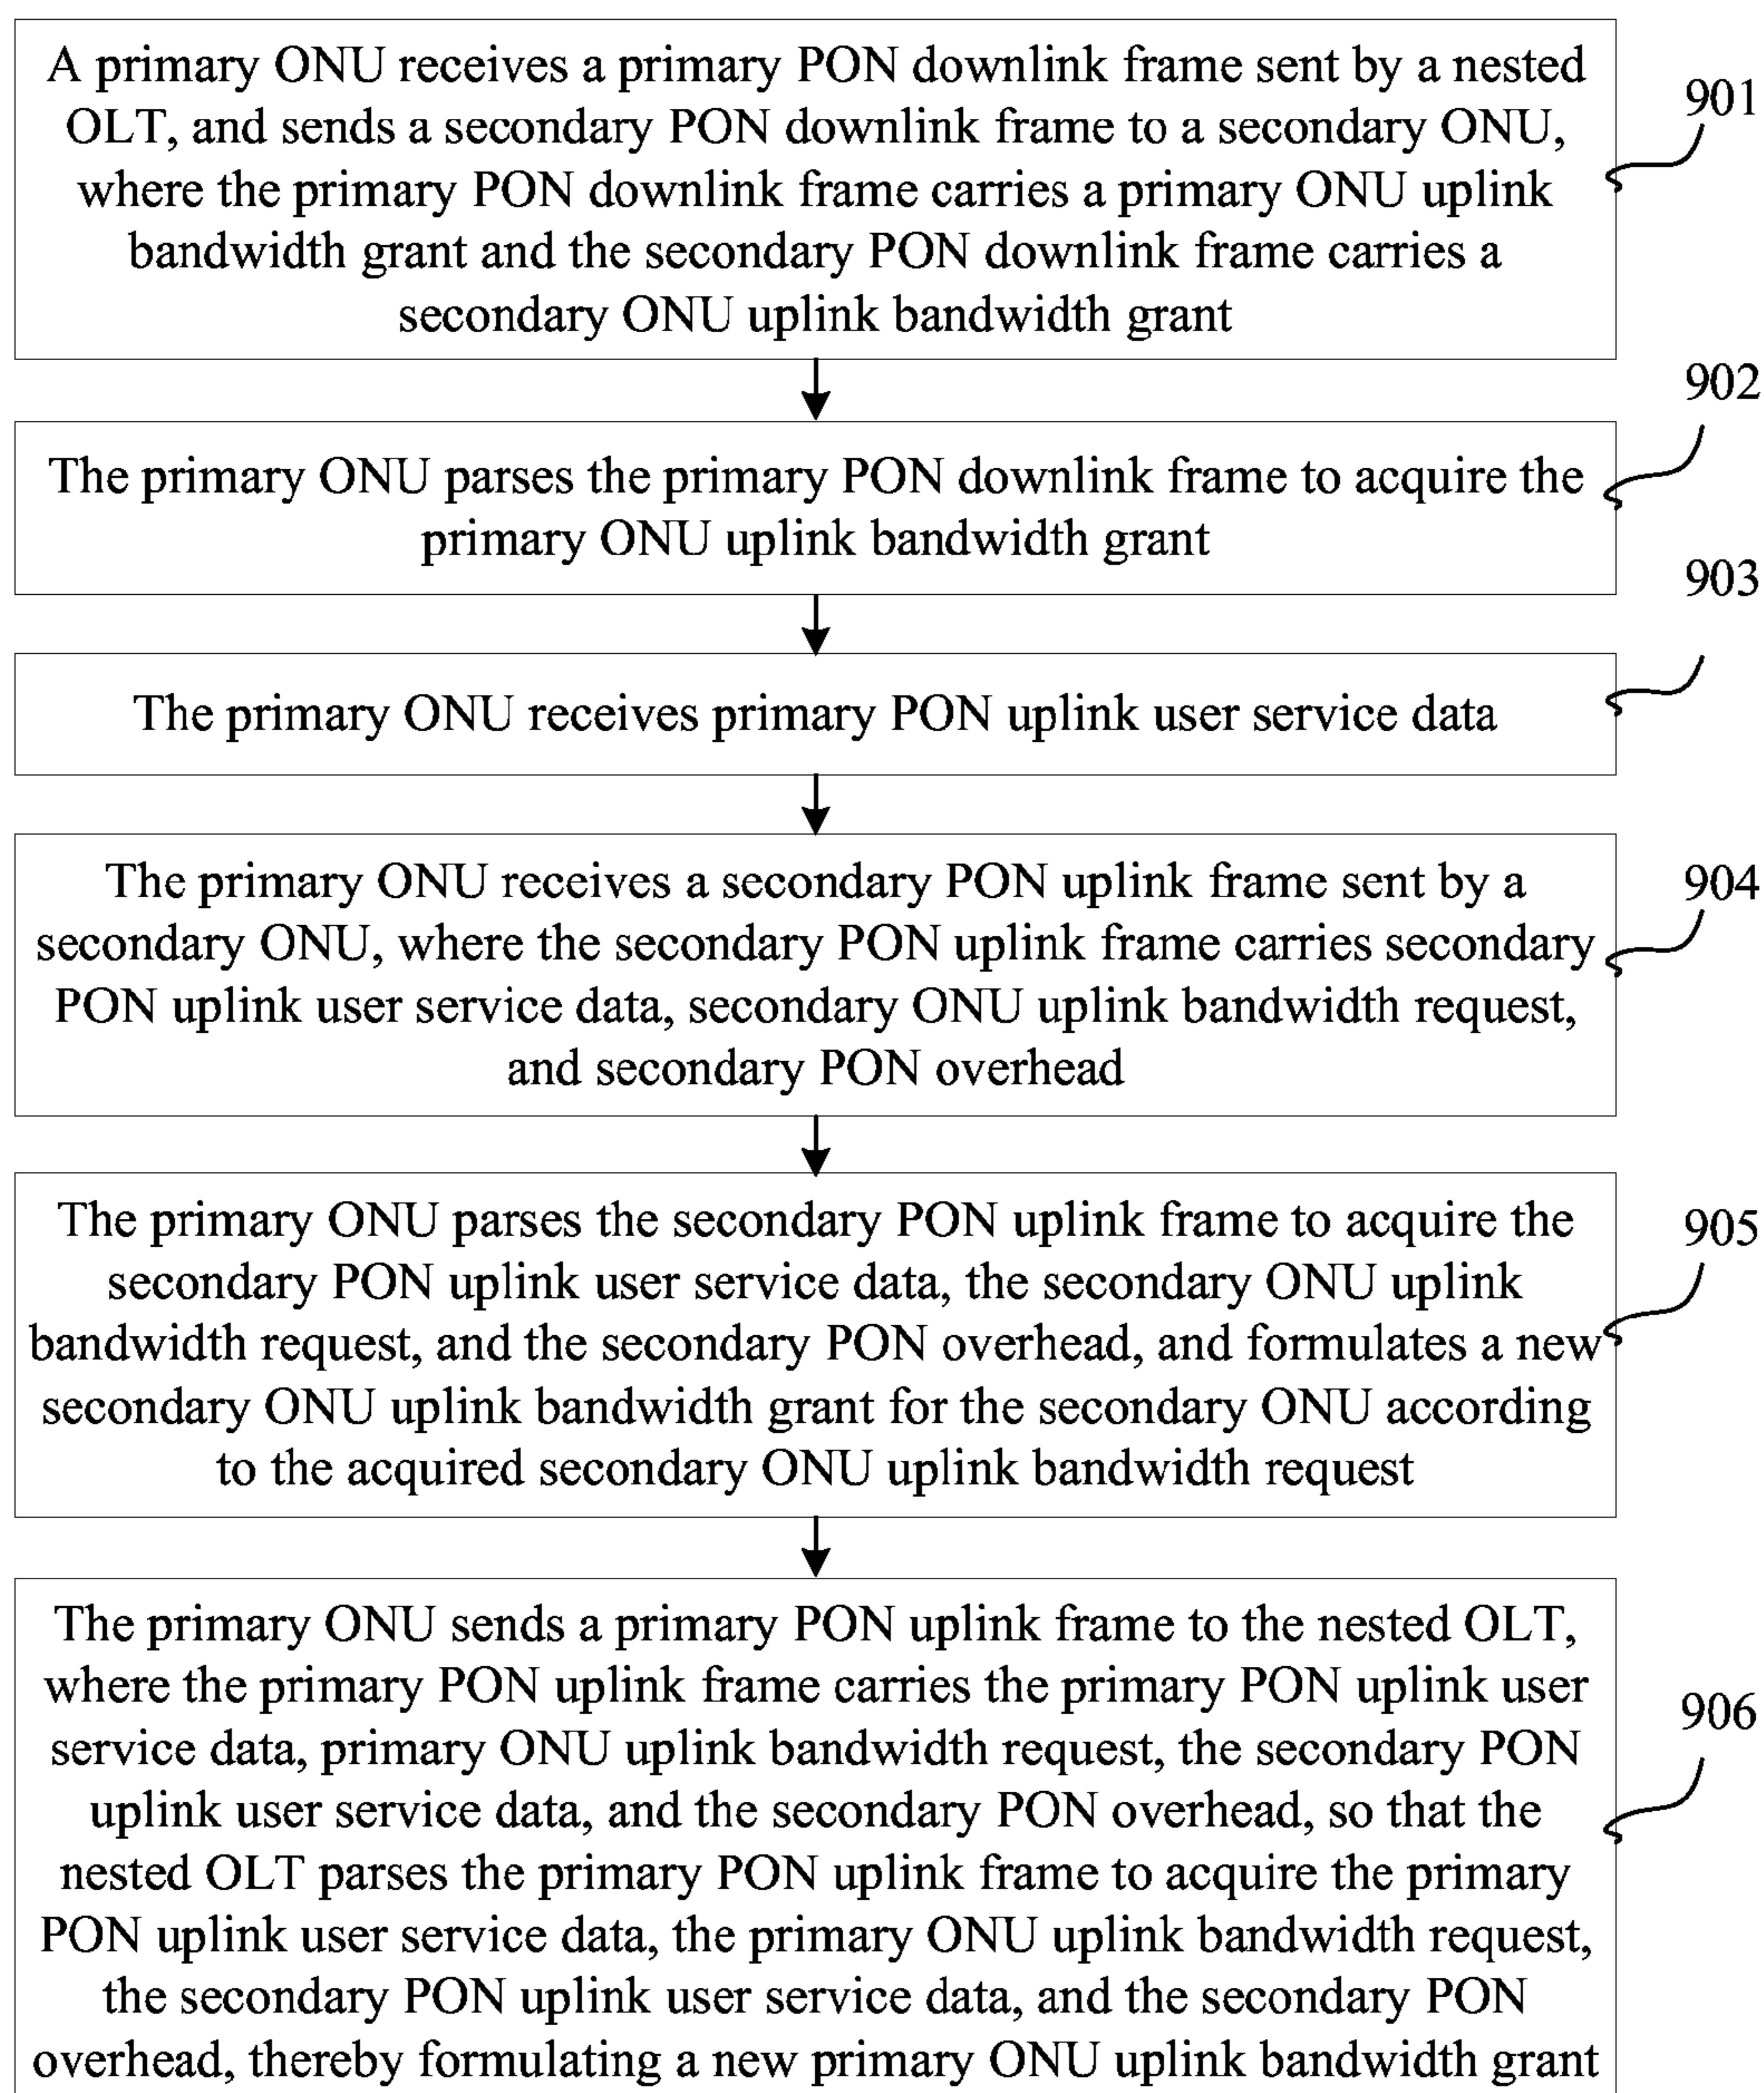 A primary ONU receives a primary PON downlink frame sent by a nested
OLT, and sends a secondary PON downlink frame to a secondary ONU,
where the primary PON downlink frame carries a primary ONU uplink
bandwidth grant and the secondary PON downlink frame carries a
secondary ONU uplink bandwidth grant
901
The primary ONU parses the primary PON downlink frame to acquire the
primary ONU uplink bandwidth grant
902
The primary ONU receives primary PON uplink user service data
903
The primary ONU receives a secondary PON uplink frame sent by a
secondary ONU, where the secondary PON uplink frame carries secondary
PON uplink user service data, secondary ONU uplink bandwidth request,
and secondary PON overhead
904
The primary ONU parses the secondary PON uplink frame to acquire the
secondary PON uplink user service data, the secondary ONU uplink
bandwidth request, and the secondary PON overhead, and formulates a new
secondary ONU uplink bandwidth grant for the secondary ONU according
to the acquired secondary ONU uplink bandwidth request
905
The primary ONU sends a primary PON uplink frame to the nested OLT,
where the primary PON uplink frame carries the primary PON uplink user
service data, primary ONU uplink bandwidth request, the secondary PON
uplink user service data, and the secondary PON overhead, so that the
nested OLT parses the primary PON uplink frame to acquire the primary
PON uplink user service data, the primary ONU uplink bandwidth request,
the secondary PON uplink user service data, and the secondary PON
overhead, thereby formulating a new primary ONU uplink bandwidth grant
906